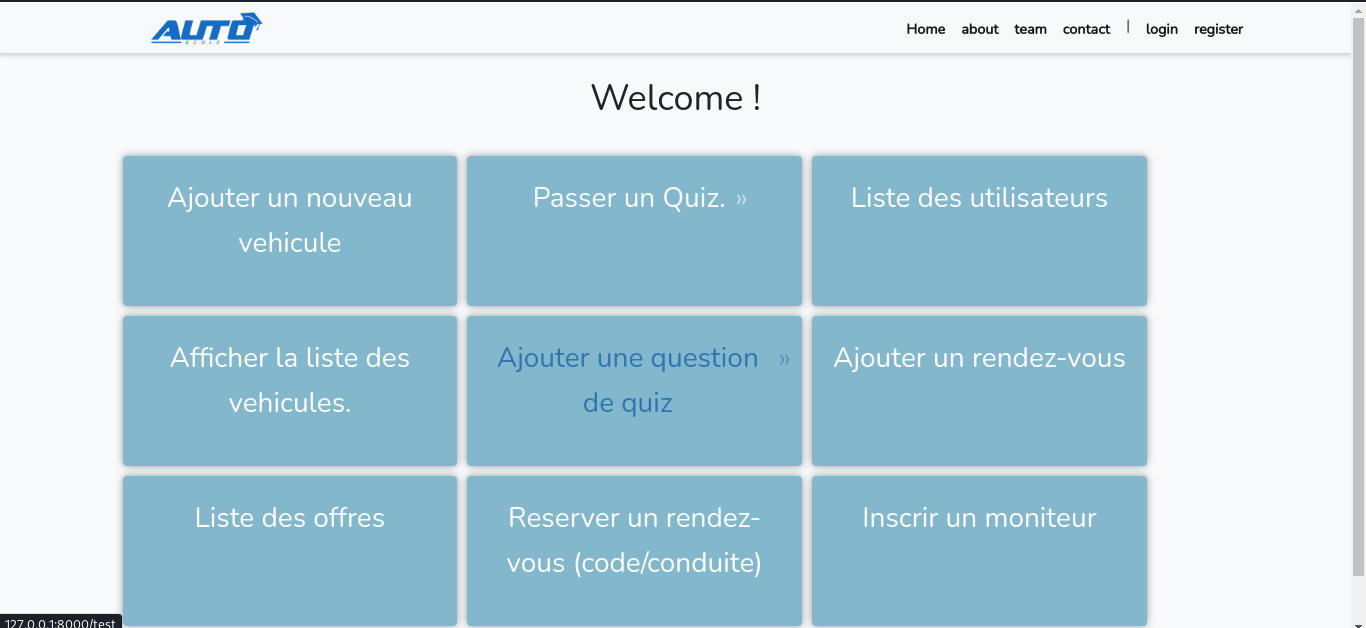 AUTO
ECOLE
Home about team contact | login register
Welcome !
Ajouter un nouveau
vehicule
Passer un Quiz. »
Liste des utilisateurs
Afficher la liste des
vehicules.
Ajouter une question »
de quiz
Ajouter un rendez-vous
Liste des offres
Reserver un rendez-
vous (code/conduite)
Inscrir un moniteur
127.0.0.1:8000/test